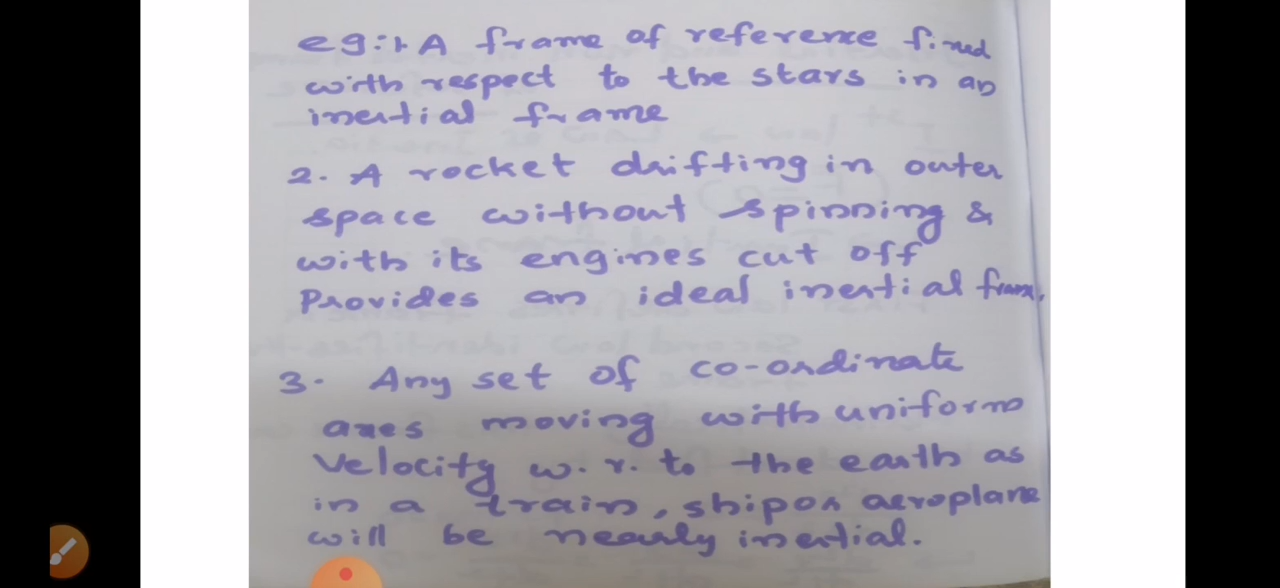 eg:1. A frame of reference fixed
with respect to the stars in an
inertial frame
2. A rocket drifting in outer
space without spinning &
with its engines cut off
Provides an ideal inertial frame.
3. Any set of co-ordinate
axes moving with uniform
velocity w.r. to the earth as
in a train, ship or aeroplane
will be nearly inertial.